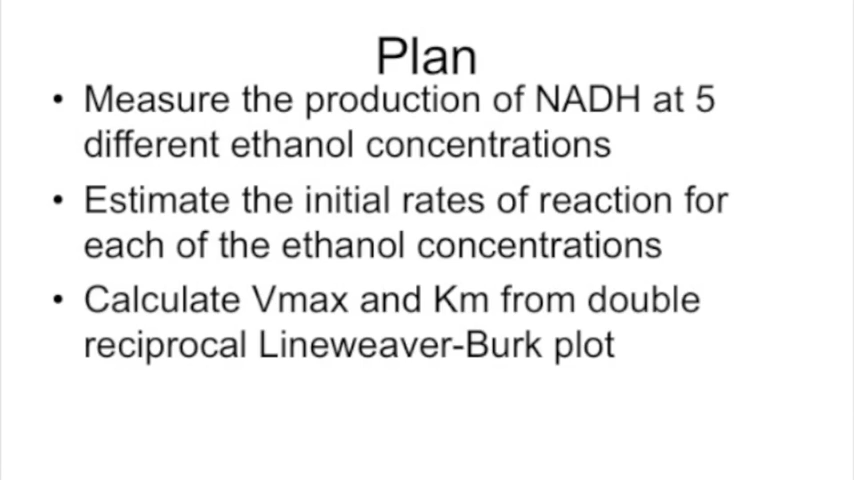 Plan
• Measure the production of NADH at 5
different ethanol concentrations
• Estimate the initial rates of reaction for
each of the ethanol concentrations
• Calculate Vmax and Km from double
reciprocal Lineweaver-Burk plot